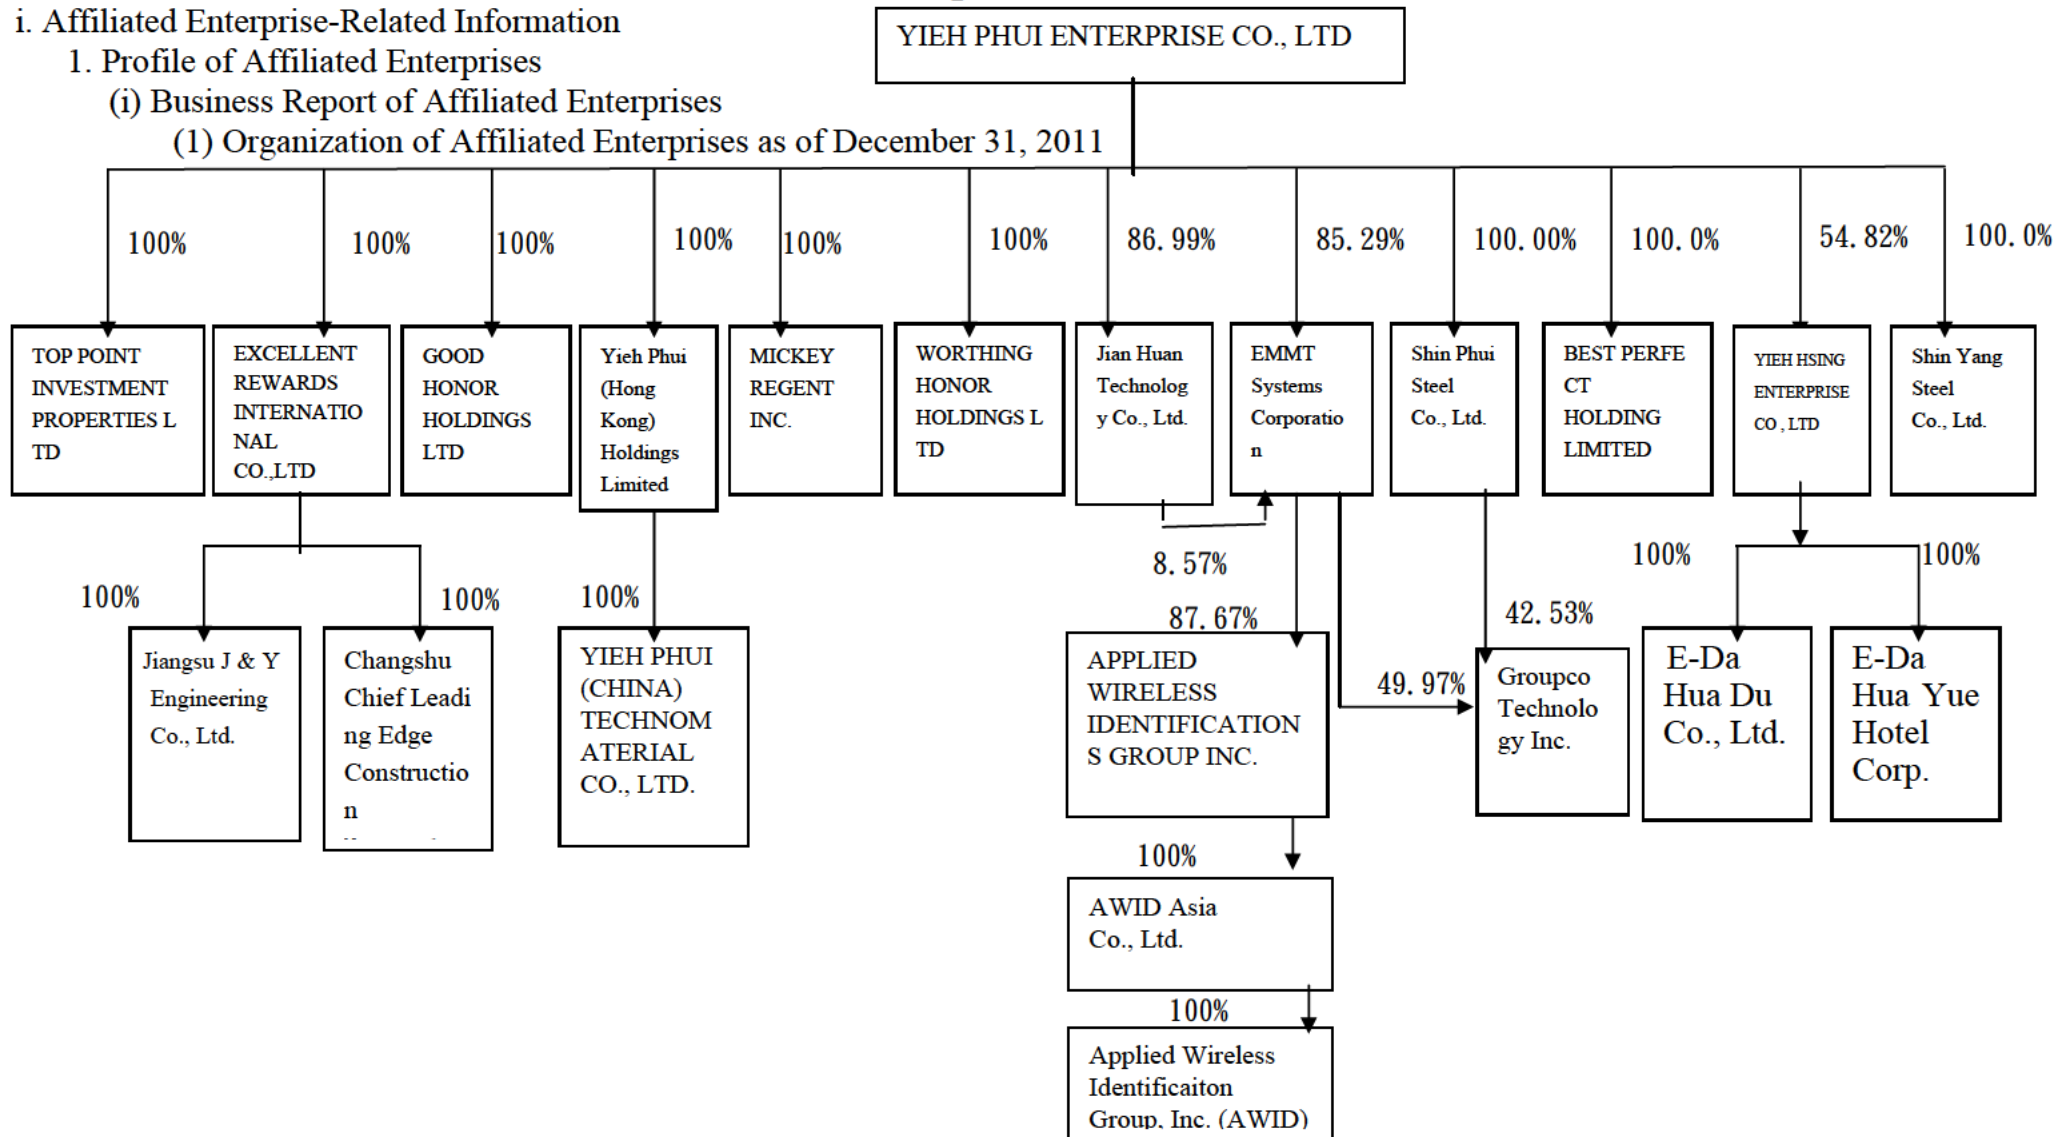 i. Affiliated Enterprise-Related Information
1. Profile of Affiliated Enterprises
(i) Business Report of Affiliated Enterprises
(1) Organization of Affiliated Enterprises as of December 31, 2011
YIEH PHUI ENTERPRISE CO., LTD
100%
100%
100%
100%
100%
100%
86.99%
85.29%
100.00%
100.0%
54.82%
100.0%
TOP POINT
INVESTMENT
PROPERTIES L
TD
EXCELLENT
REWARDS
INTERNATIO
NAL
CO.,LTD
GOOD
HONOR
HOLDINGS
LTD
Yieh Phui
(Hong
Kong)
Holdings
Limited
MICKEY
REGENT
INC.
WORTHING
HONOR
HOLDINGS L
TD
Jian Huan
Technolog
y Co., Ltd.
EMMT
Systems
Corporatio
n
Shin Phui
Steel
Co., Ltd.
BEST PERFE
CT
HOLDING
LIMITED
YIEH HSING
ENTERPRISE
CO , LTD
Shin Yang
Steel
Co., Ltd.
8.57%
100%
100%
100%
100%
100%
87.67%
42.53%
49.97%
Jiangsu J & Y
Engineering
Co., Ltd.
Changshu
Chief Leadi
ng Edge
Constructio
n
YIEH PHUI
(CHINA)
TECHNOM
ATERIAL
CO., LTD.
APPLIED
WIRELESS
IDENTIFICATION
S GROUP INC.
Groupco
Technolo
gy Inc.
E-Da
Hua Du
Co., Ltd.
E-Da
Hua Yue
Hotel
Corp.
100%
AWID Asia
Co., Ltd.
100%
Applied Wireless
Identificaiton
Group, Inc. (AWID)